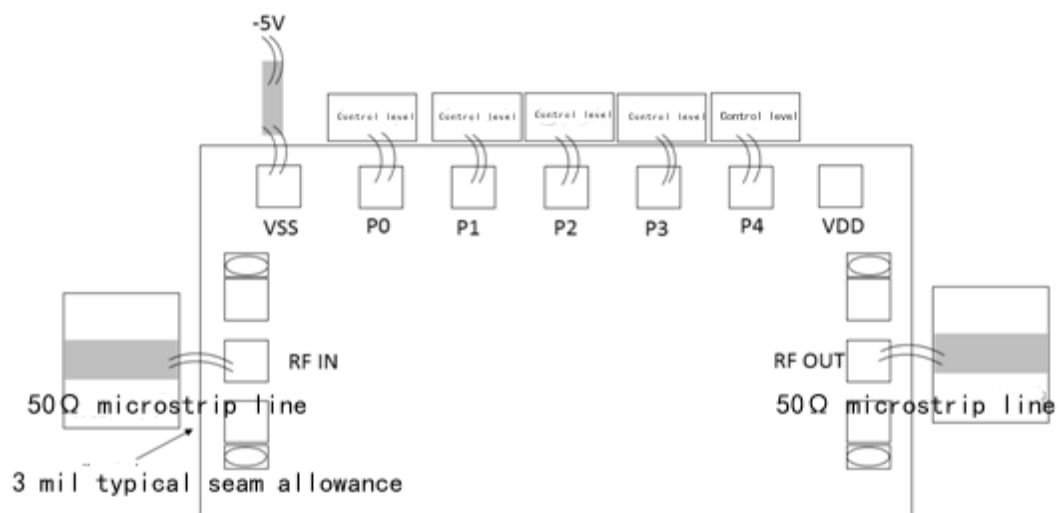 -5V
Control level
Control level
Control level
Control level
Control level
VSS
P0
P1
P2
P3
P4
VDD
RF IN
RF OUT
50Ω microstrip line
50Ω microstrip line
3 mil typical seam allowance